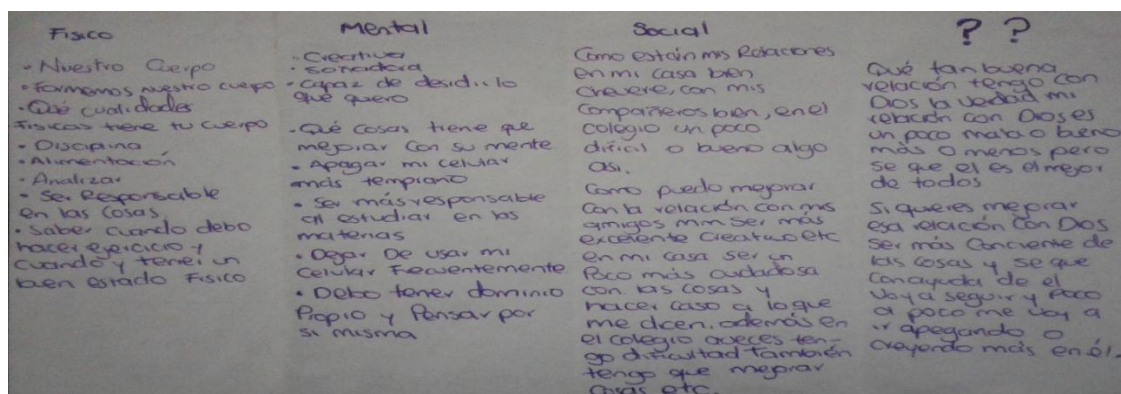 Fisico
• Nuestro Cuerpo
• Formemos nuestro cuerpo
• Qué cualidades
fisicas tiene tu cuerpo
• Disciplina
• Alimentación
• Analizar
• Ser Responsable
en las cosas
• Saber cuando debo
hacer ejercicio y
cuando y tener un
buen estado Fisico
Mental
• Creativa
• Soñadora
• Capaz de desidir lo
que quiero
• Qué cosas tiene que
mejorar con su mente
• Apagar mi celular
más temprano
• Ser más responsable
al estudiar en las
materias
• Dejar De usar mi
celular Fecuentemente
• Debo tener dominio
Propio y Pensar por
si misma
Social
Como están mis Relaciones
en mi casa bien
chevere, con mis
compañeros bien, en el
colegio un poco
dificil o bueno algo
asi.
Como puedo mejorar
con la relación con mis
amigos mm ser más
excelente creativo etc
en mi casa ser un
Poco más cuidadosa
con las cosas y
hacer caso a lo que
me dicen. además en
el colegio aveces ten-
go dificultad también
tengo que mejorar
cosas etc.
? ?
Qué tan buena
relación tengo con
Dios la verdad mi
relación con Dios es
un poco mala o bueno
más o menos pero
se que el es el mejor
de todos
Si quieres mejorar
esa relación con Dios
ser más Conciente de
las cosas y se que
con ayuda de el
voy a seguir y poco
a poco me voy a
ir apegando o
creyendo más en él.